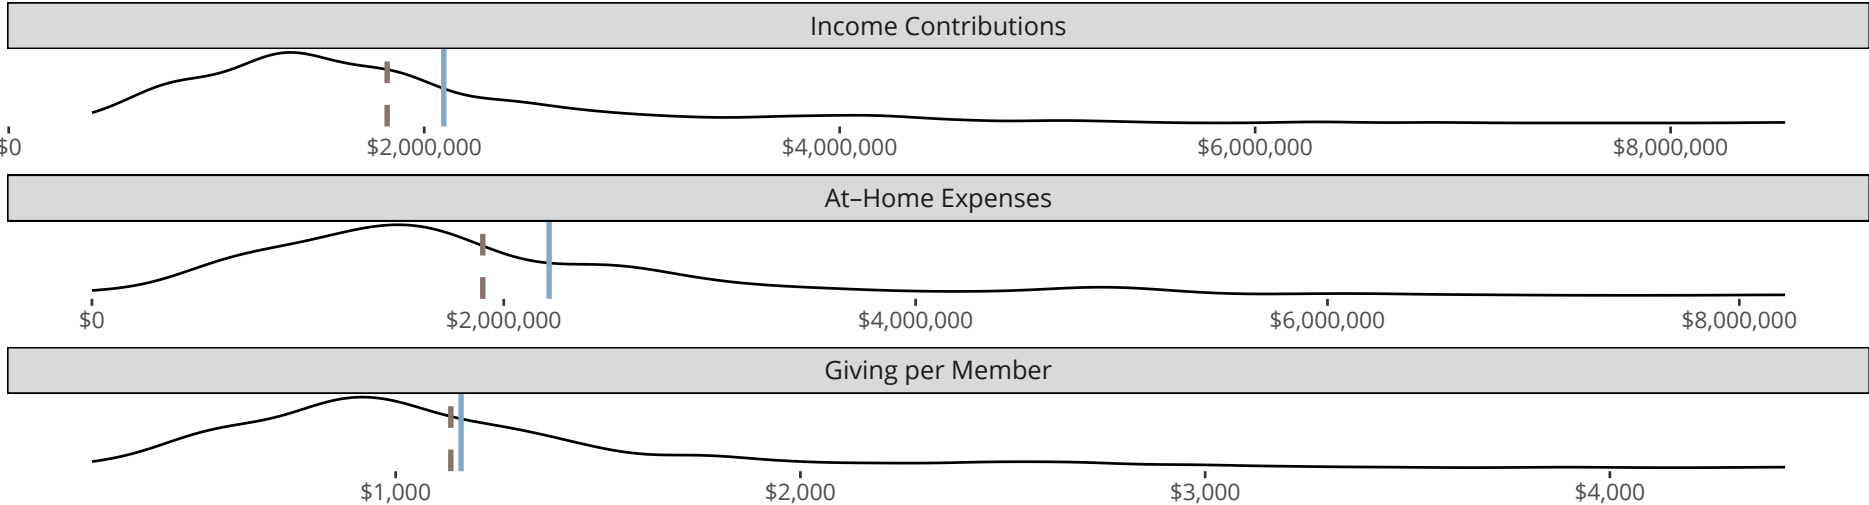 Income Contributions
$0 $2,000,000 $4,000,000 $6,000,000 $8,000,000
At–Home Expenses
$0 $2,000,000 $4,000,000 $6,000,000 $8,000,000
Giving per Member
$1,000 $2,000 $3,000 $4,000